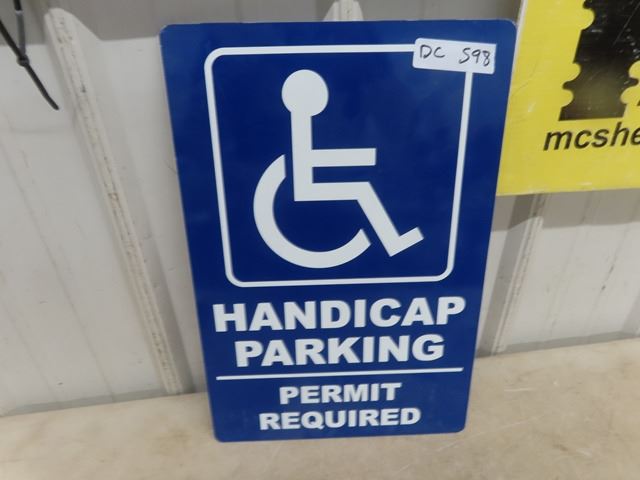 DC 598
HANDICAP
PARKING
PERMIT
REQUIRED
mcshe